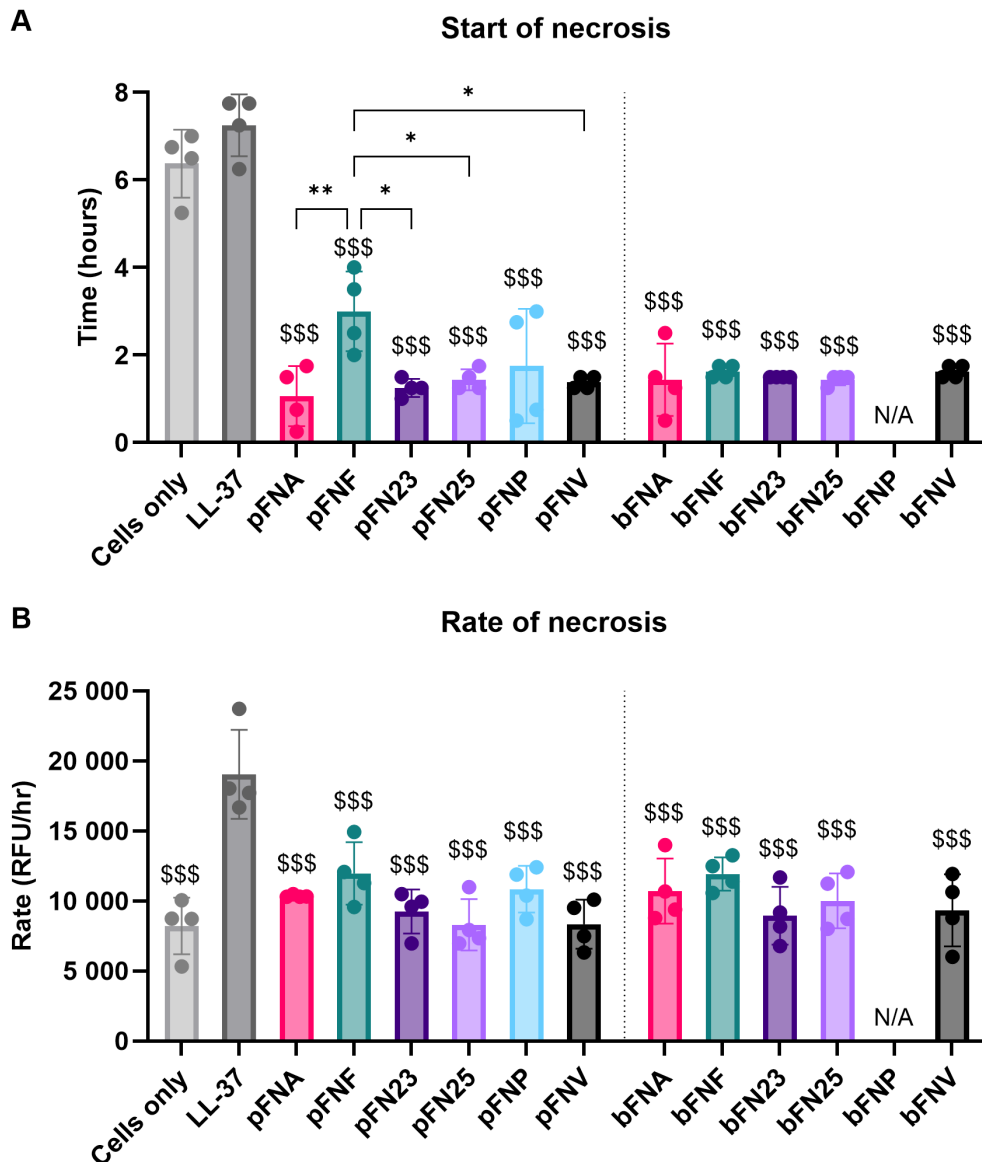 A
Start of necrosis
Time (hours)
8
6
4
2
0
*
*
** *
$$$ $$$ $$$ $$$ $$$ $$$ $$$ $$$ $$$ $$$ $$$
N/A
Cells only LL-37 pFNA pFNF pFN23 pFN25 pFNP pFNV bFNA bFNF bFN23 bFN25 bFNP bFNV
B
Rate of necrosis
Rate (RFU/hr)
25 000
20 000
15 000
10 000
5 000
0
$$$ $$$ $$$ $$$ $$$ $$$ $$$ $$$ $$$ $$$ $$$ $$$
N/A
Cells only LL-37 pFNA pFNF pFN23 pFN25 pFNP pFNV bFNA bFNF bFN23 bFN25 bFNP bFNV